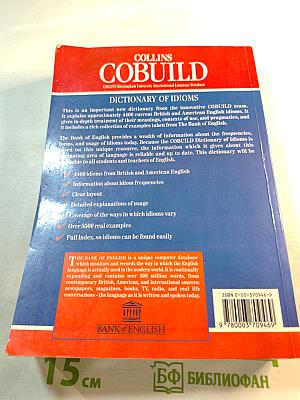 COLLINS
COBUILD
COLLINS Birmingham University International Language Database
DICTIONARY OF IDIOMS
This is an important new dictionary from the innovative COBUILD team.
It explains approximately 4400 current British and American English idioms. It
gives in-depth treatment of their meanings, contexts of use, and pragmatics, and
it includes a rich collection of examples taken from The Bank of English.
The Bank of English provides a wealth of information about the frequencies,
forms, and usage of idioms today. Because the COBUILD Dictionary of Idioms is
based on this unique resource, the information which it gives about this
fascinating area of language is reliable and up to date. This dictionary will be
available to all students and teachers of English.
4400 idioms from British and American English
Information about idiom frequencies
Clear layout
Detailed explanations of usage
Coverage of the ways in which idioms vary
Over 8500 real examples
Full index, so idioms can be found easily
THE BANK OF ENGLISH is a unique computer database
which monitors and records the way in which the English
language is actually used in the modern world. It is continually
expanding and contains over 300 million words, from
contemporary British, American, and international sources:
newspapers, magazines, books, TV, radio, and real life
conversations - the language as it is written and spoken today.
BANK of ENGLISH
ISBN 0-00-370946-9
9 780003 709469
15 см
БФ БИБЛИОФАН